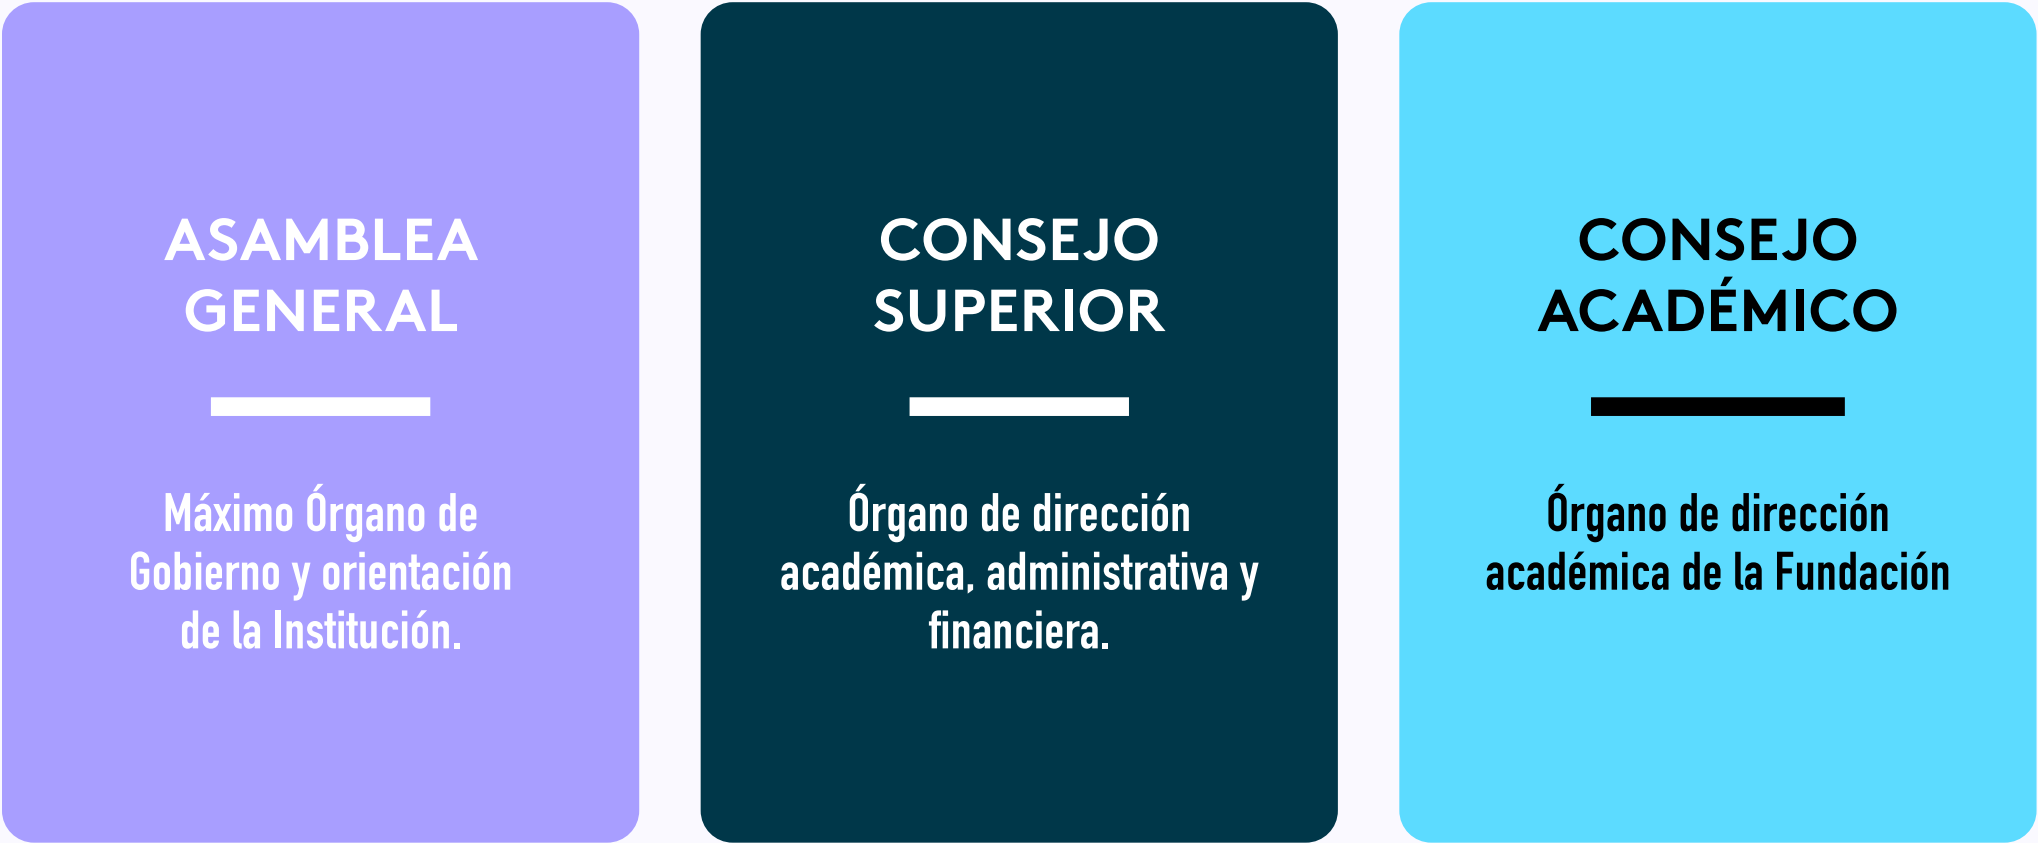 ASAMBLEA
GENERAL
Máximo Órgano de
Gobierno y orientación
de la Institución.
CONSEJO
SUPERIOR
Órgano de dirección
académica, administrativa y
financiera.
CONSEJO
ACADÉMICO
Órgano de dirección
académica de la Fundación